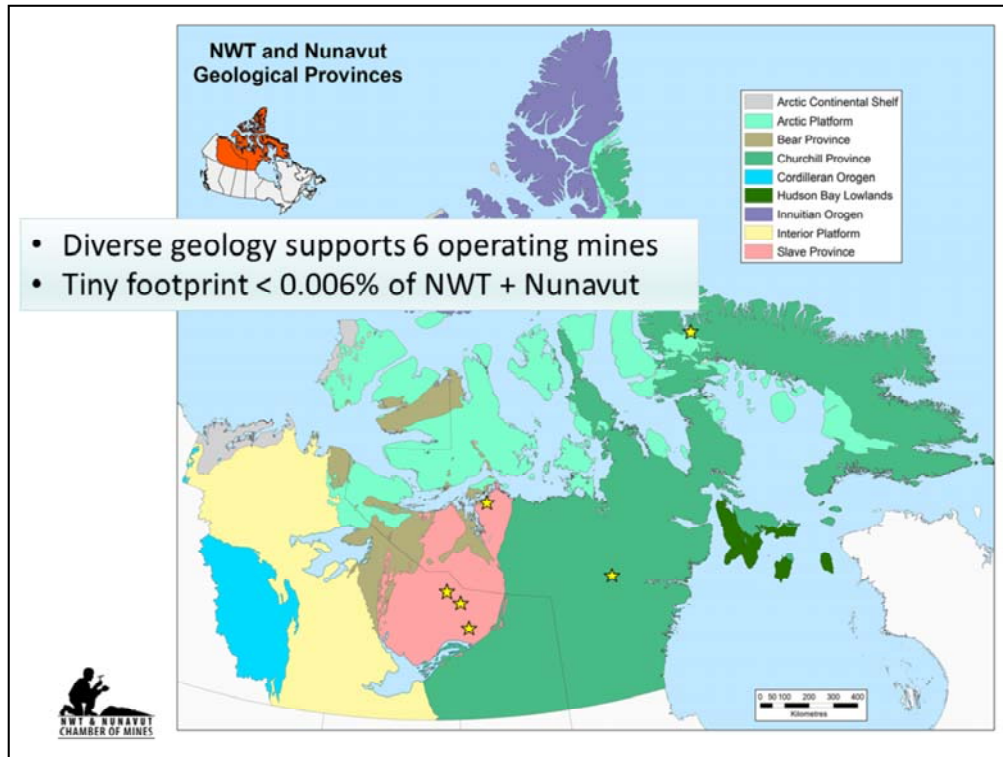 NWT and Nunavut
Geological Provinces
Arctic Continental Shelf
Arctic Platform
Bear Province
Churchill Province
Cordilleran Orogen
Hudson Bay Lowlands
Innuitian Orogen
Interior Platform
Slave Province
• Diverse geology supports 6 operating mines
• Tiny footprint < 0.006% of NWT + Nunavut
0 50 100 200 300 400
Kilometres
NWT & NUNAVUT
CHAMBER OF MINES